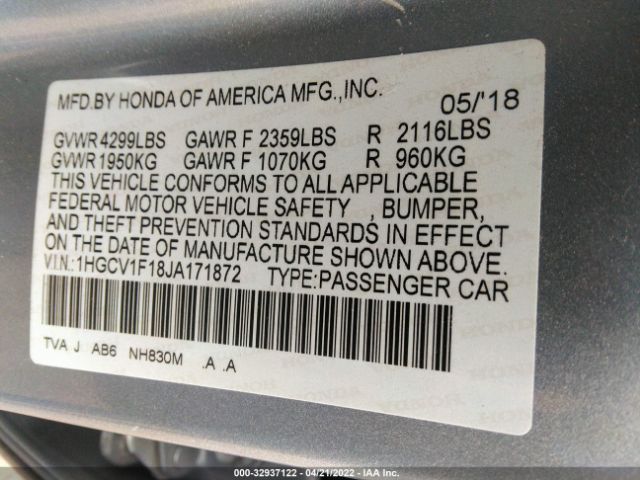 MFD.BY HONDA OF AMERICA MFG.,INC. 05/'18
GVWR 4299LBS GAWR F 2359LBS R 2116LBS
GVWR 1950KG GAWR F 1070KG R 960KG
THIS VEHICLE CONFORMS TO ALL APPLICABLE
FEDERAL MOTOR VEHICLE SAFETY , BUMPER,
AND THEFT PREVENTION STANDARDS IN EFFECT
ON THE DATE OF MANUFACTURE SHOWN ABOVE.
V.I.N.:1HGCV1F18JA171872 TYPE:PASSENGER CAR
TVA J AB6 NH830M .A .A
000-32937122 - 04/21/2022 - IAA Inc.